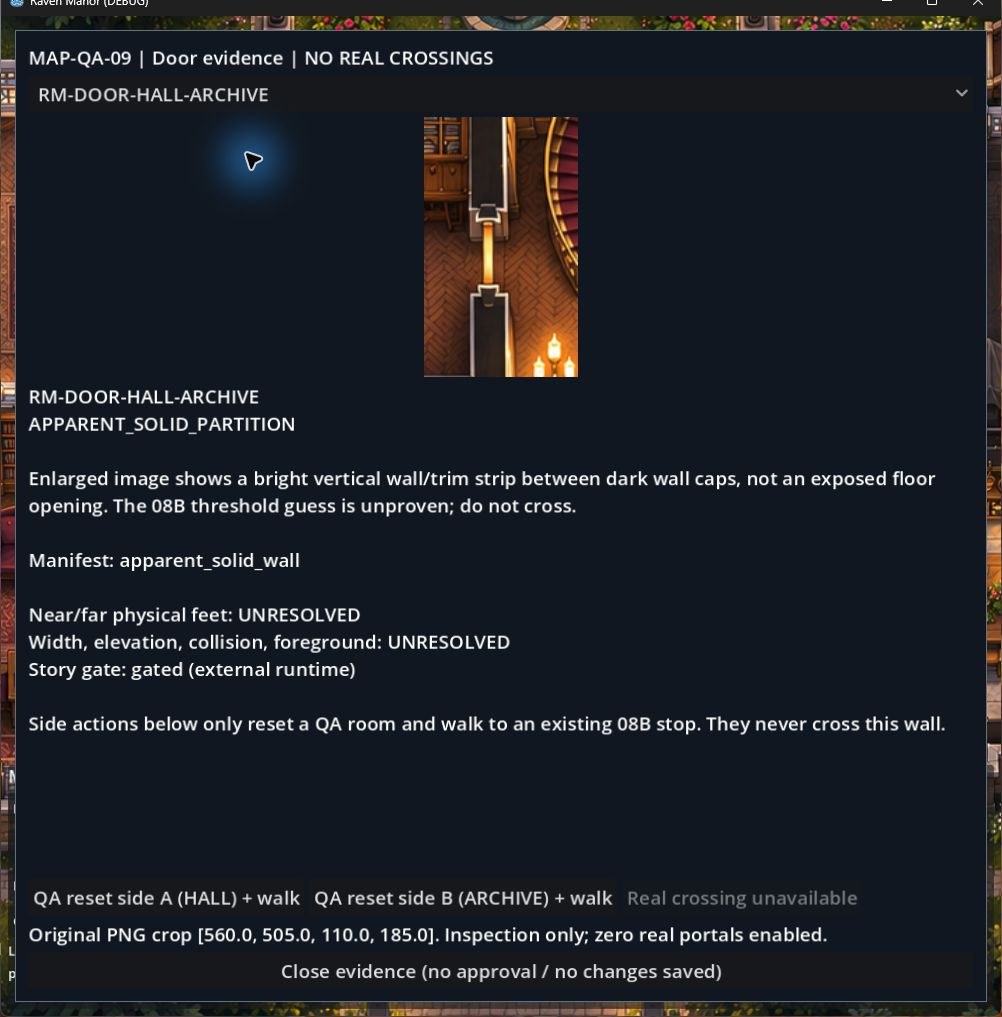 Raven Manor (DEBUG)
MAP-QA-09 | Door evidence | NO REAL CROSSINGS
RM-DOOR-HALL-ARCHIVE
RM-DOOR-HALL-ARCHIVE
APPARENT_SOLID_PARTITION
Enlarged image shows a bright vertical wall/trim strip between dark wall caps, not an exposed floor
opening. The 08B threshold guess is unproven; do not cross.
Manifest: apparent_solid_wall
Near/far physical feet: UNRESOLVED
Width, elevation, collision, foreground: UNRESOLVED
Story gate: gated (external runtime)
Side actions below only reset a QA room and walk to an existing 08B stop. They never cross this wall.
QA reset side A (HALL) + walk QA reset side B (ARCHIVE) + walk Real crossing unavailable
Original PNG crop [560.0, 505.0, 110.0, 185.0]. Inspection only; zero real portals enabled.
Close evidence (no approval / no changes saved)